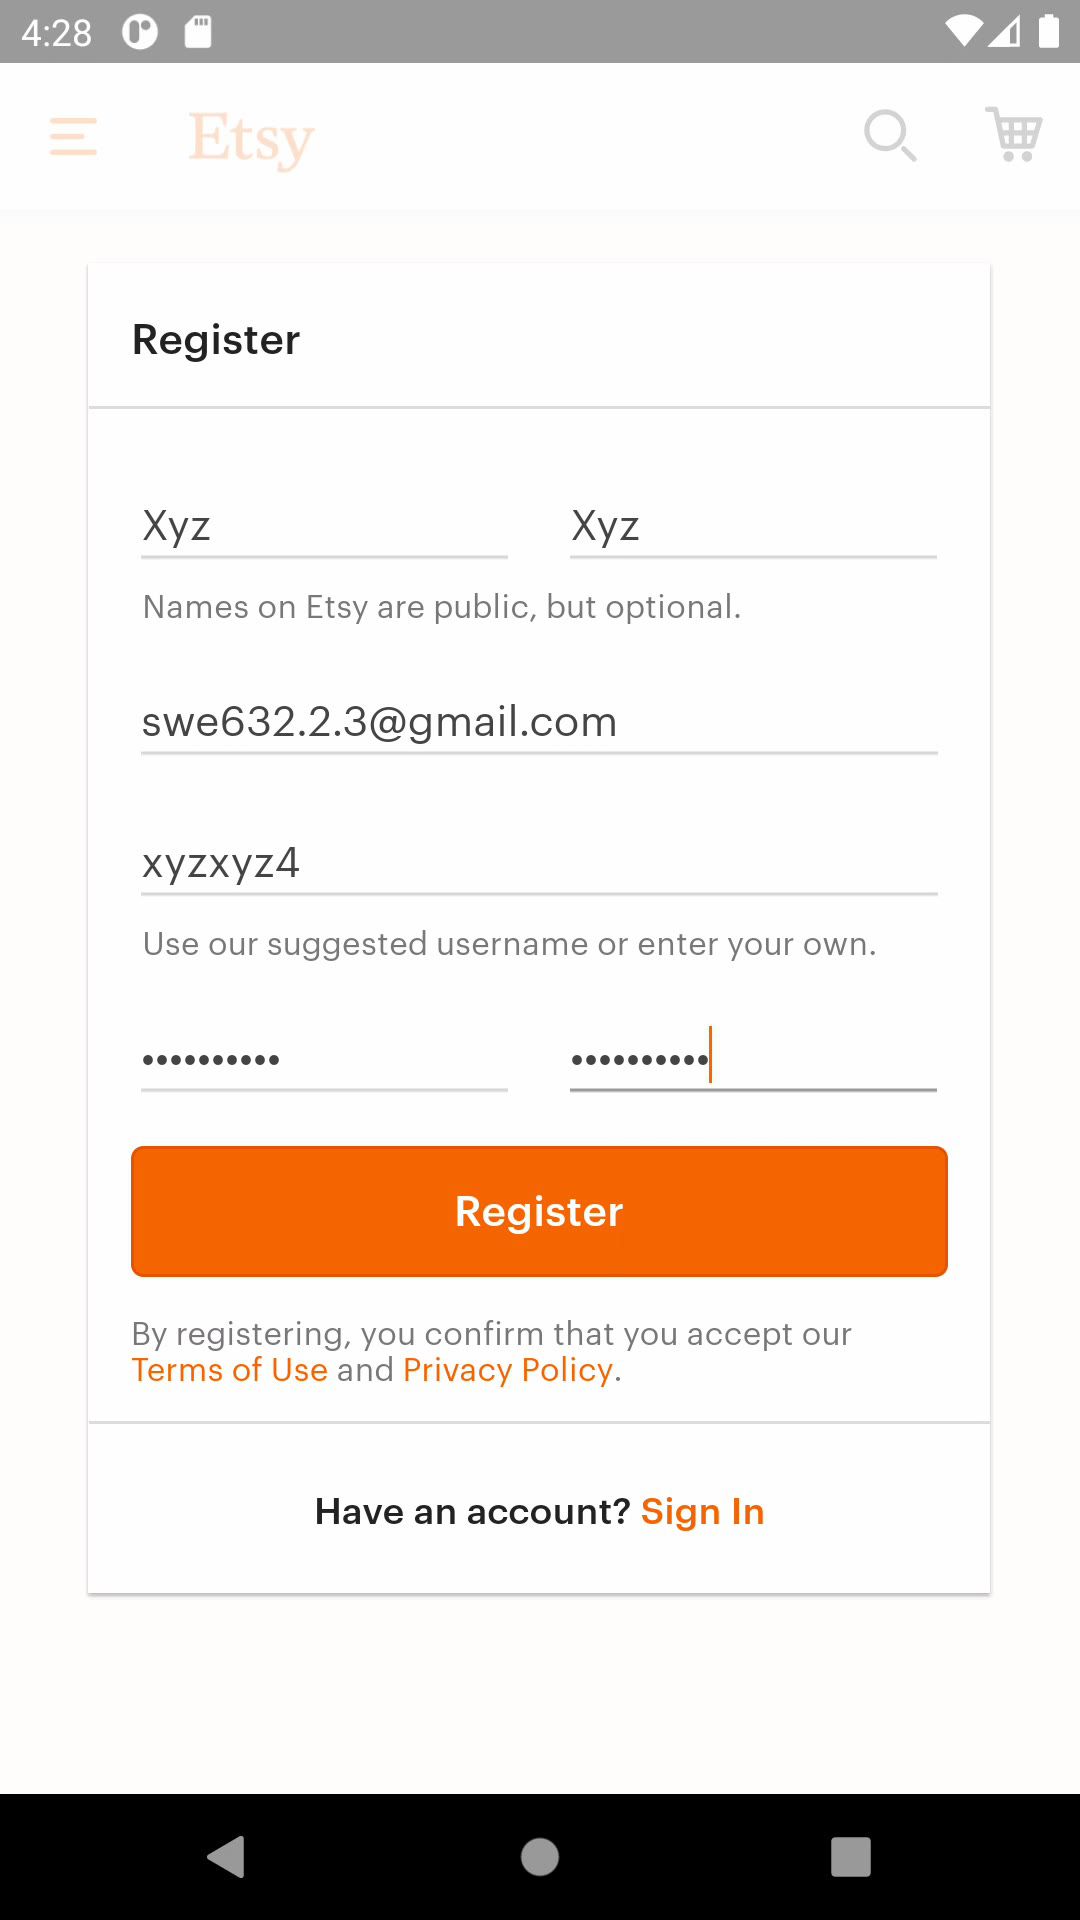 4:28
Etsy
Register
Xyz Xyz
Names on Etsy are public, but optional.
swe632.2.3@gmail.com
xyzxyz4
Use our suggested username or enter your own.
•••••••••• ••••••••••
Register
By registering, you confirm that you accept our
Terms of Use and Privacy Policy.
Have an account? Sign In